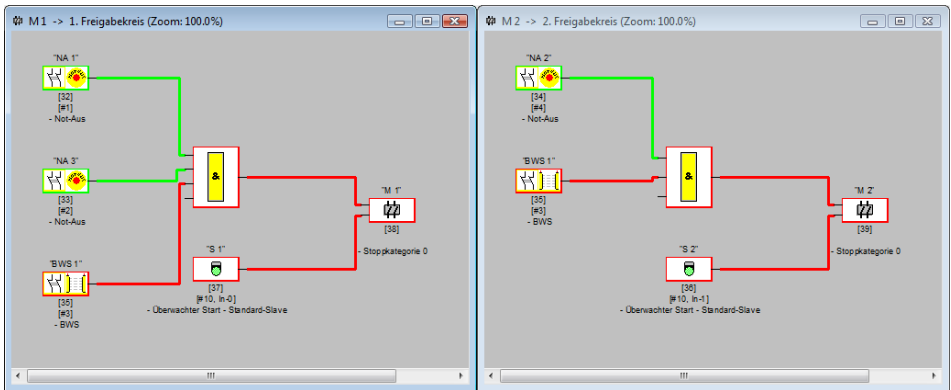 M 1 -> 1. Freigabekreis (Zoom: 100.0%)
"NA 1"
[32]
[#1]
- Not-Aus
"NA 3"
[33]
[#2]
- Not-Aus
&
"M 1"
[38]
- Stoppkategorie 0
"BWS 1"
[35]
[#3]
- BWS
"S 1"
[37]
[#10, In-0]
- Überwachter Start - Standard-Slave
M 2 -> 2. Freigabekreis (Zoom: 100.0%)
"NA 2"
[34]
[#4]
- Not-Aus
"BWS 1"
[35]
[#3]
- BWS
&
"M 2"
[39]
- Stoppkategorie 0
"S 2"
[36]
[#10, In-1]
- Überwachter Start - Standard-Slave